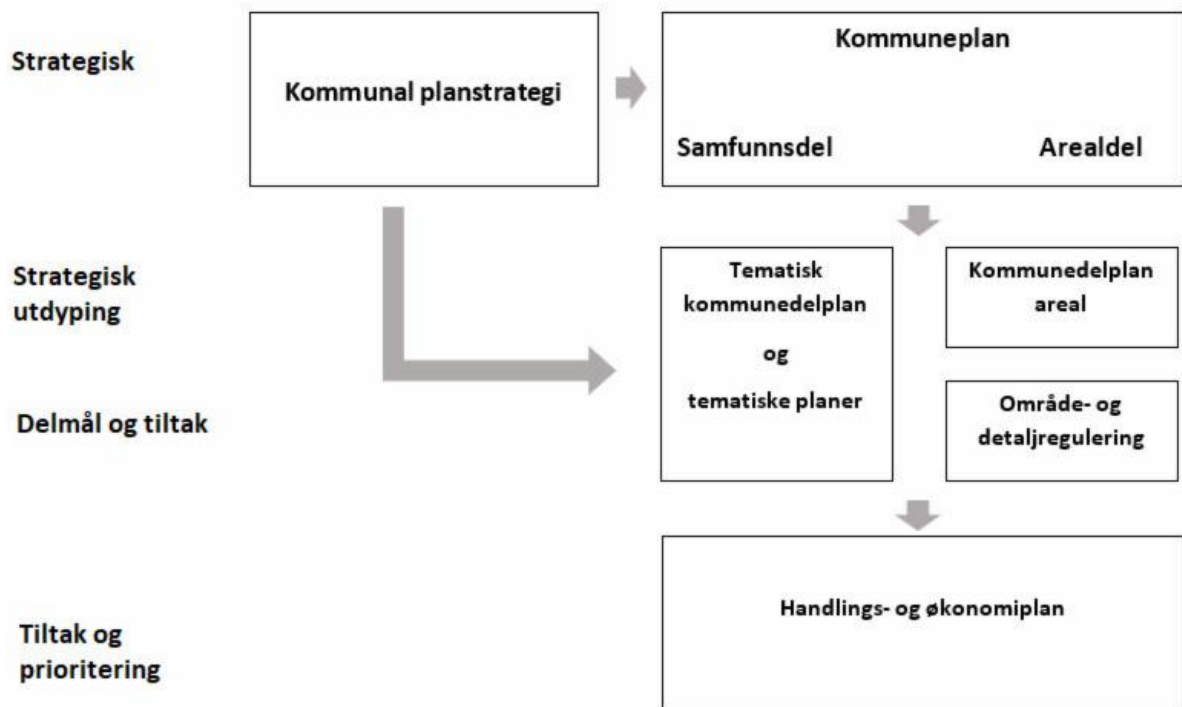 Strategisk
Kommunal planstrategi
Kommuneplan
Samfunnsdel
Arealdel
Strategisk
utdyping
Tematisk
kommunedelplan
og
tematiske planer
Kommunedelplan
areal
Delmål og tiltak
Område- og
detaljregulering
Tiltak og
prioritering
Handlings- og økonomiplan